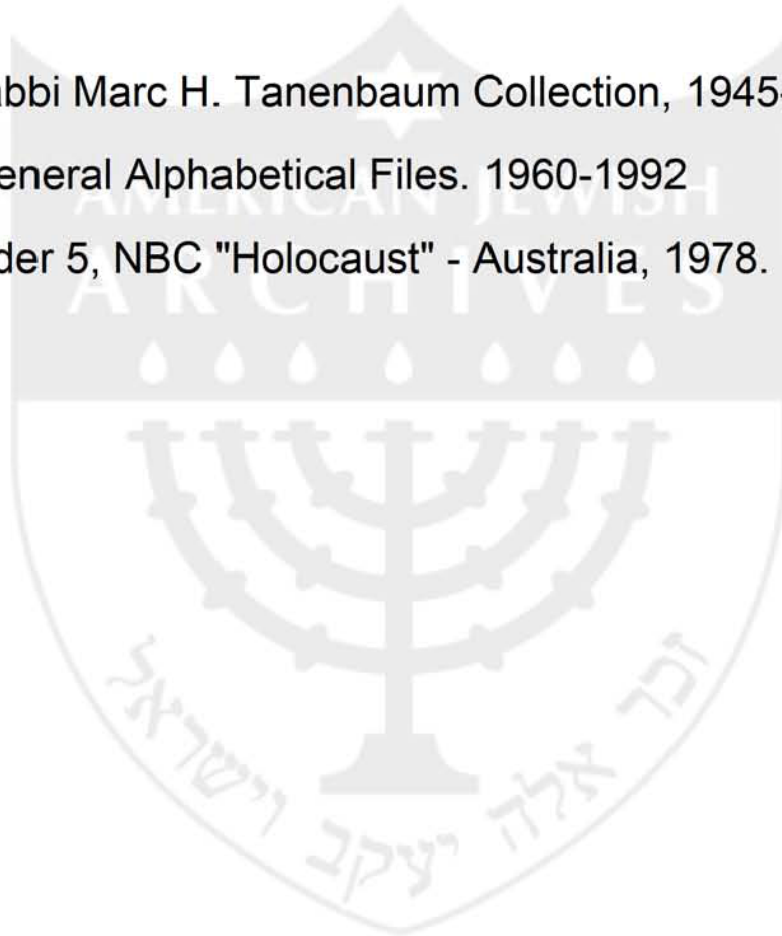 abbi Marc H. Tanenbaum Collection, 1945-
eneral Alphabetical Files. 1960-1992
der 5, NBC "Holocaust" - Australia, 1978.
AMERICAN JEWISH
ARCHIVES
זכר אלה יעקב וישראל